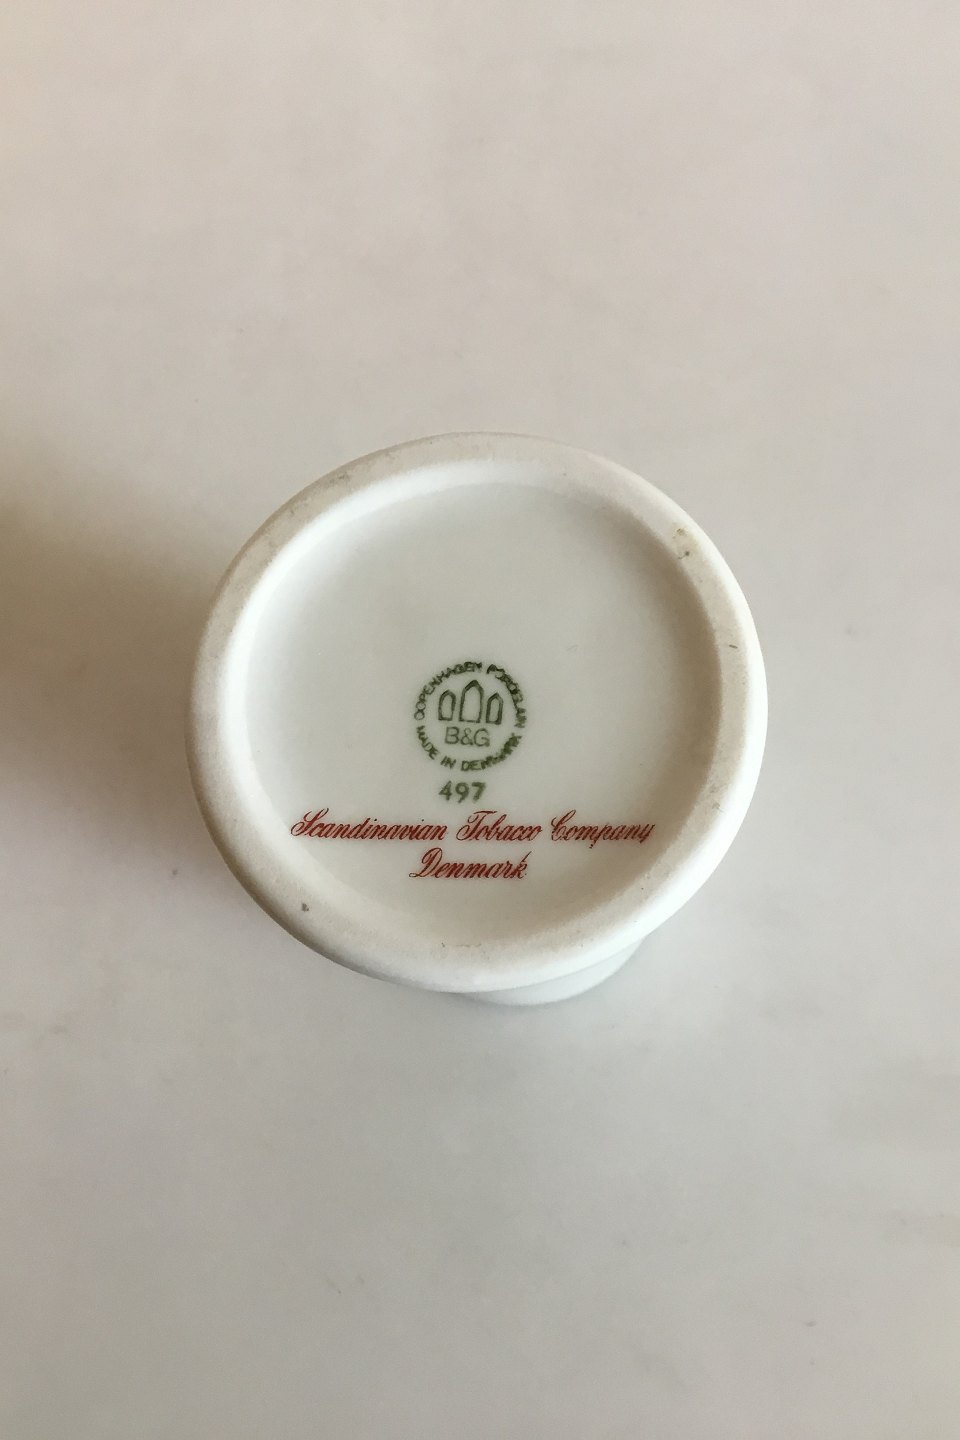 COPENHAGEN PORCELAIN
B&G
MADE IN DENMARK
497
Scandinavian Tobacco Company
Denmark